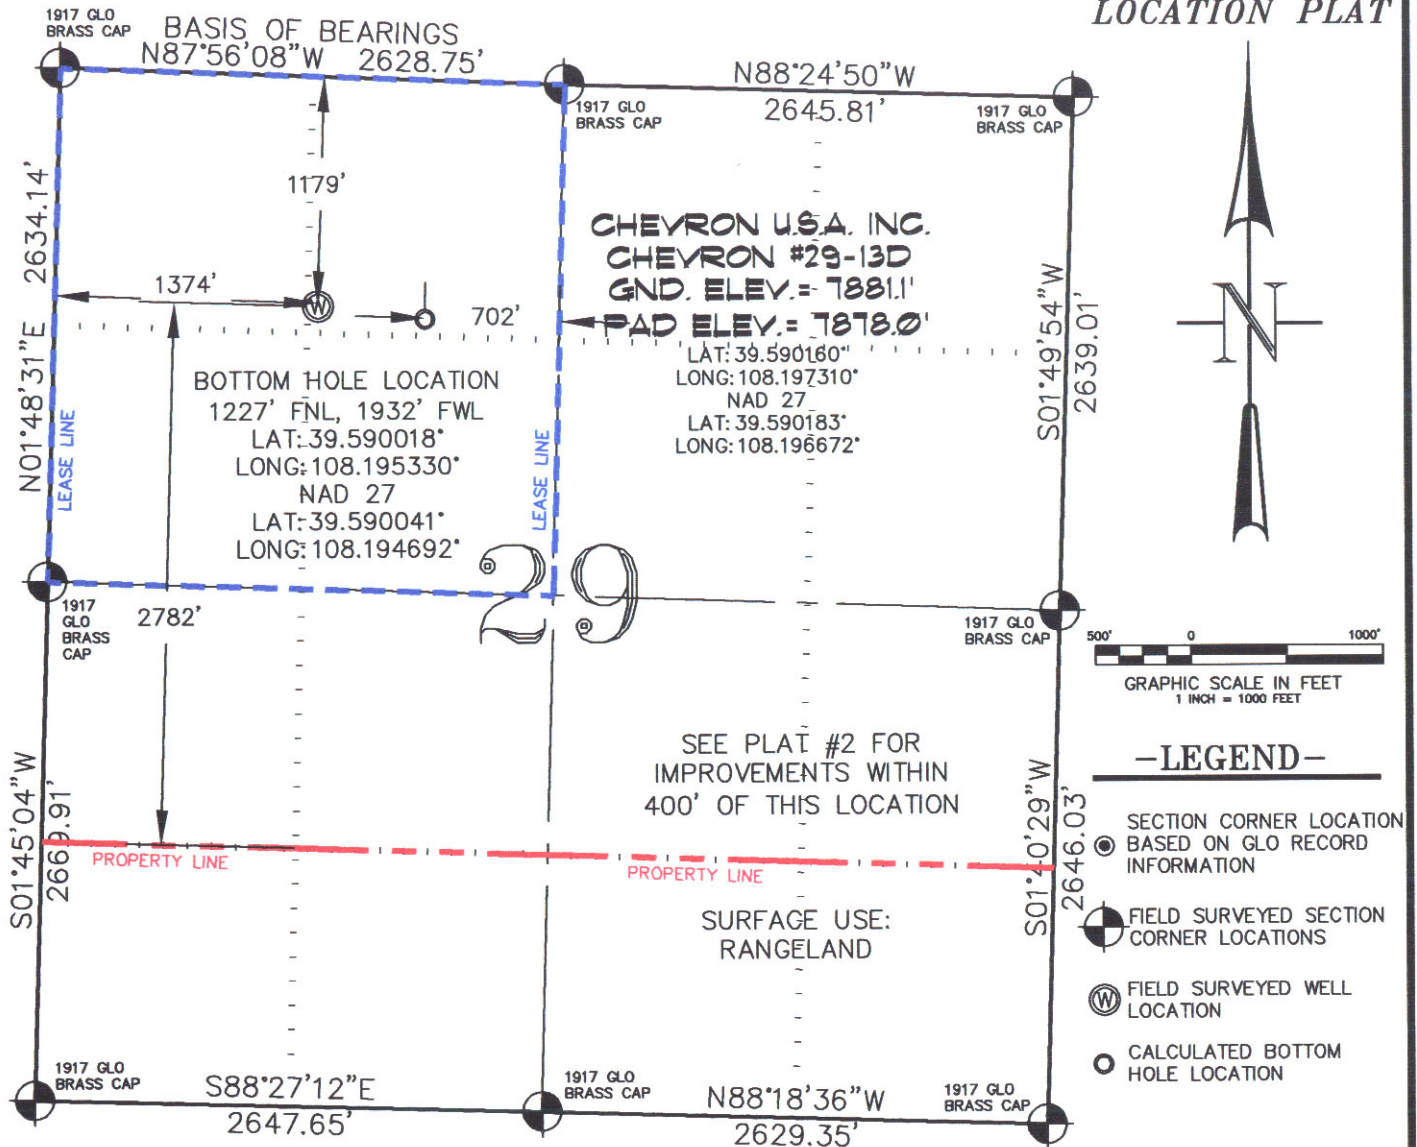 LOCATION PLAT
1917 GLO
BRASS CAP
BASIS OF BEARINGS
N87°56'08"W 2628.75'
N88°24'50"W
2645.81'
1917 GLO
BRASS CAP
1917 GLO
BRASS CAP
1179'
N01°48'31"E 2634.14'
1374'
W
702'
CHEVRON U.S.A. INC.
CHEVRON #29-13D
GND. ELEV.= 7881.1'
PAD ELEV.= 7878.0'
LAT: 39.590160°
LONG: 108.197310°
NAD 27
LAT: 39.590183°
LONG: 108.196672°
S01°49'54"W
2639.01'
N
BOTTOM HOLE LOCATION
1227' FNL, 1932' FWL
LAT: 39.590018°
LONG: 108.195330°
NAD 27
LAT: 39.590041°
LONG: 108.194692°
LEASE LINE
LEASE LINE
29
1917
GLO
BRASS
CAP
2782'
1917 GLO
BRASS CAP
500' 0 1000'
GRAPHIC SCALE IN FEET
1 INCH = 1000 FEET
SEE PLAT #2 FOR
IMPROVEMENTS WITHIN
400' OF THIS LOCATION
S01°45'04"W
2669.91'
PROPERTY LINE
PROPERTY LINE
S01°40'29"W
2646.03'
SURFACE USE:
RANGELAND
-LEGEND-
SECTION CORNER LOCATION
BASED ON GLO RECORD
INFORMATION
FIELD SURVEYED SECTION
CORNER LOCATIONS
W
FIELD SURVEYED WELL
LOCATION
CALCULATED BOTTOM
HOLE LOCATION
1917 GLO
BRASS CAP
S88°27'12"E
2647.65'
1917 GLO
BRASS CAP
N88°18'36"W
2629.35'
1917 GLO
BRASS CAP